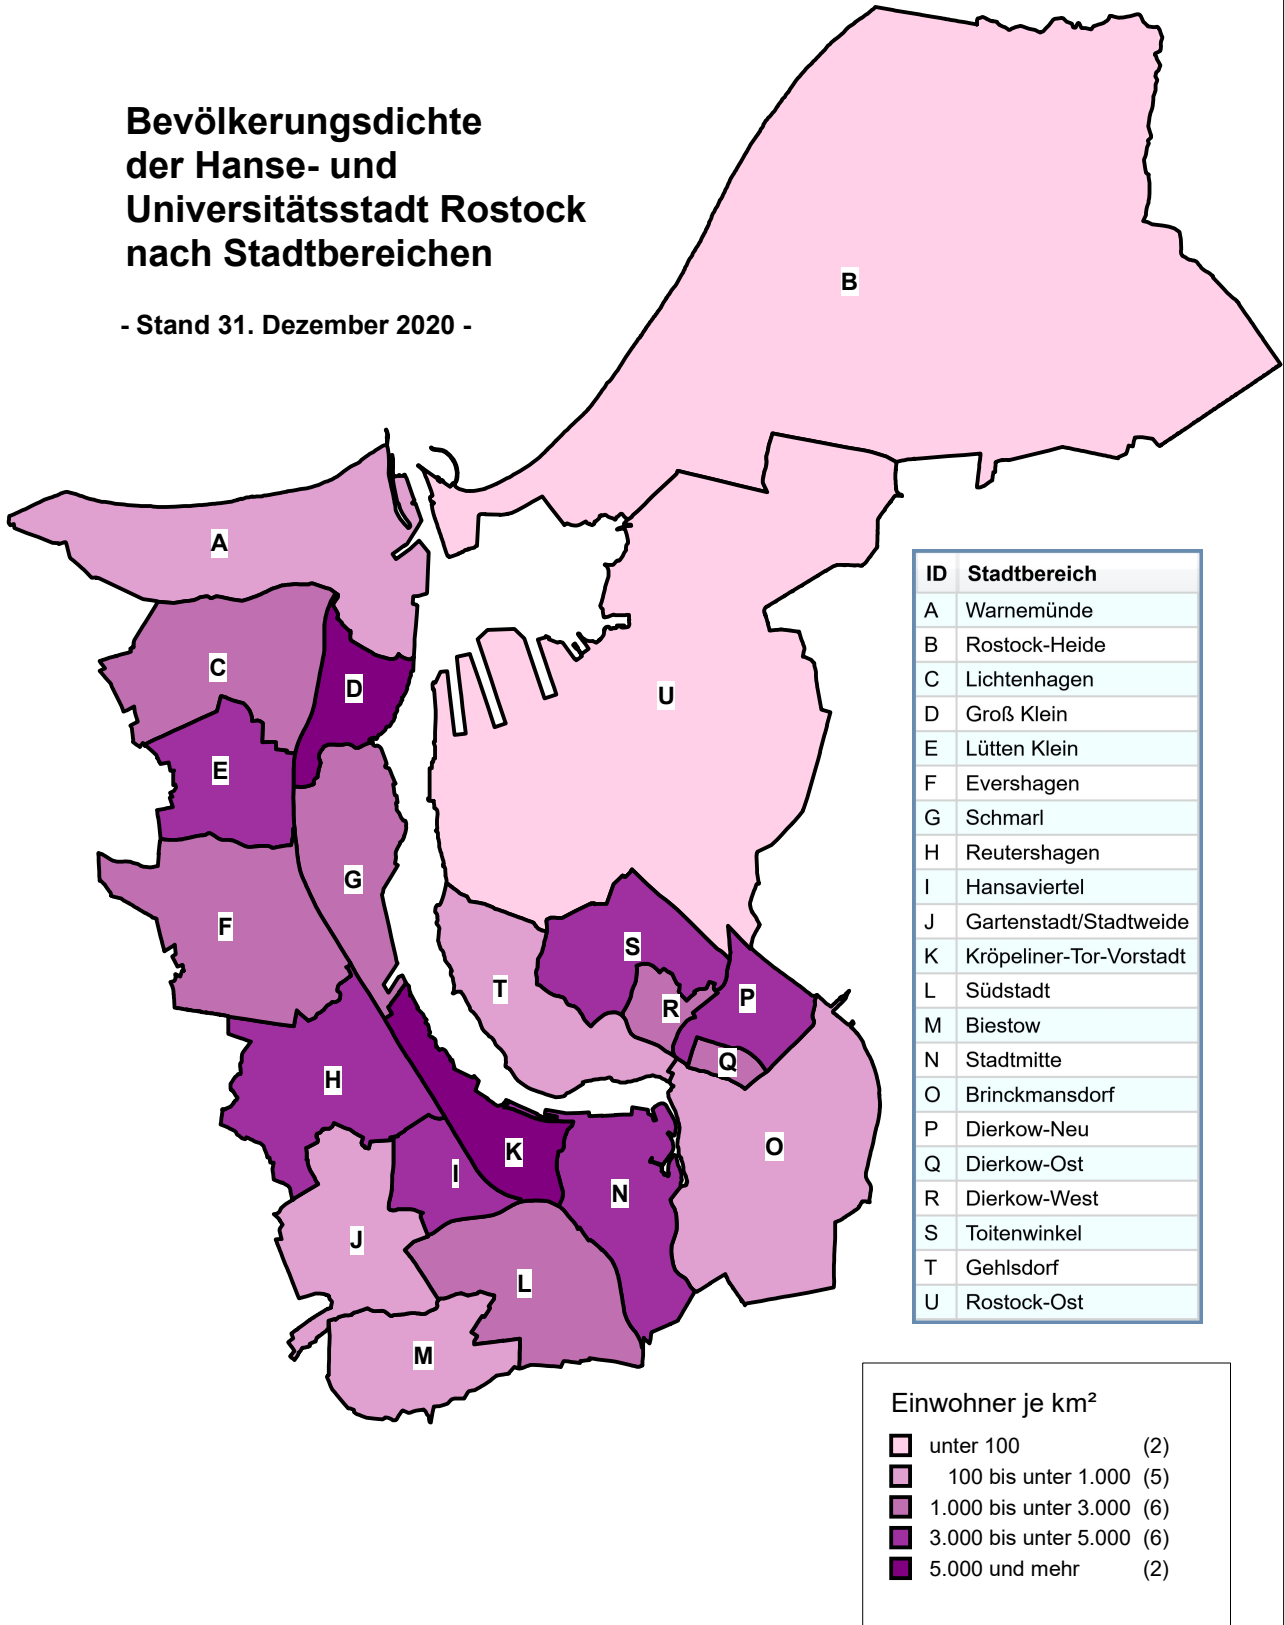 Bevölkerungsdichte
der Hanse- und
Universitätsstadt Rostock
nach Stadtbereichen
- Stand 31. Dezember 2020 -
B
A
C
D
U
E
G
F
S
T
P
R
Q
H
K
O
I
N
J
L
M
ID Stadtbereich
A Warnemünde
B Rostock-Heide
C Lichtenhagen
D Groß Klein
E Lütten Klein
F Evershagen
G Schmarl
H Reutershagen
I Hansaviertel
J Gartenstadt/Stadtweide
K Kröpeliner-Tor-Vorstadt
L Südstadt
M Biestow
N Stadtmitte
O Brinckmansdorf
P Dierkow-Neu
Q Dierkow-Ost
R Dierkow-West
S Toitenwinkel
T Gehlsdorf
U Rostock-Ost
Einwohner je km²
unter 100 (2)
100 bis unter 1.000 (5)
1.000 bis unter 3.000 (6)
3.000 bis unter 5.000 (6)
5.000 und mehr (2)